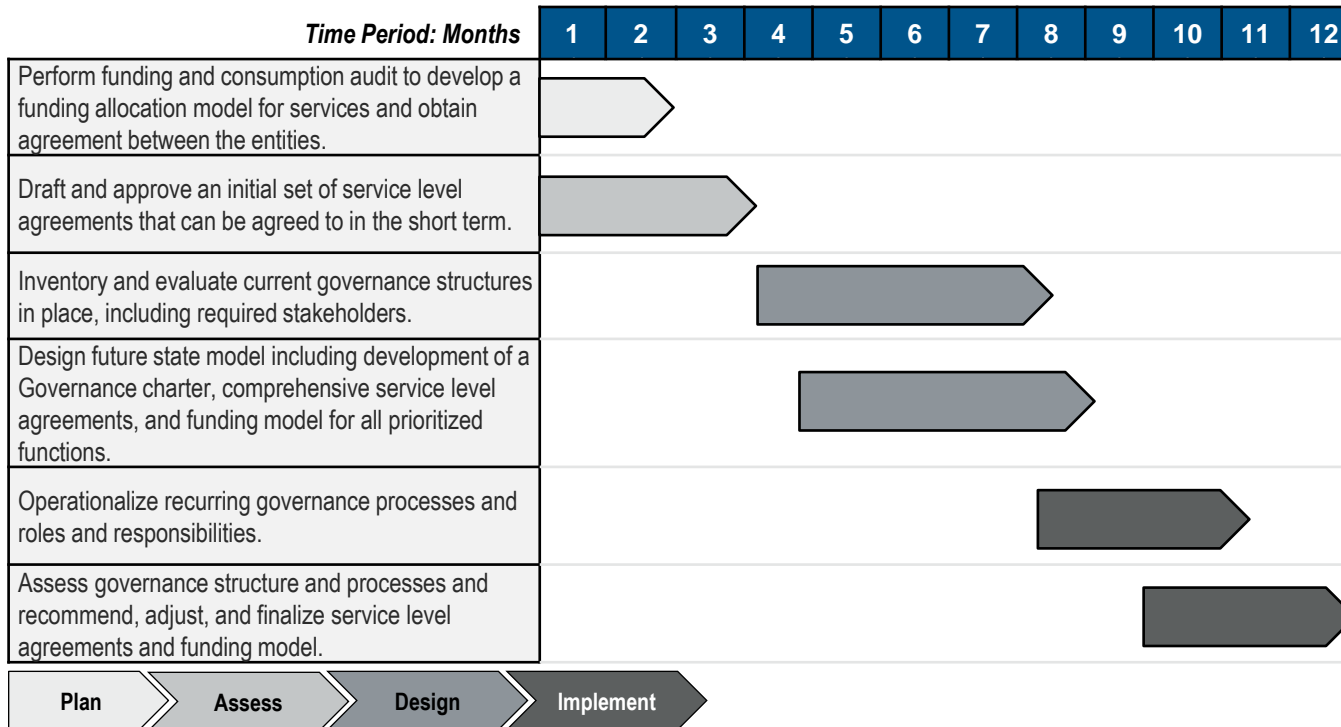 Time Period: Months 1 2 3 4 5 6 7 8 9 10 11 12
Perform funding and consumption audit to develop a
funding allocation model for services and obtain
agreement between the entities.
Draft and approve an initial set of service level
agreements that can be agreed to in the short term.
Inventory and evaluate current governance structures
in place, including required stakeholders.
Design future state model including development of a
Governance charter, comprehensive service level
agreements, and funding model for all prioritized
functions.
Operationalize recurring governance processes and
roles and responsibilities.
Assess governance structure and processes and
recommend, adjust, and finalize service level
agreements and funding model.
Plan Assess Design Implement